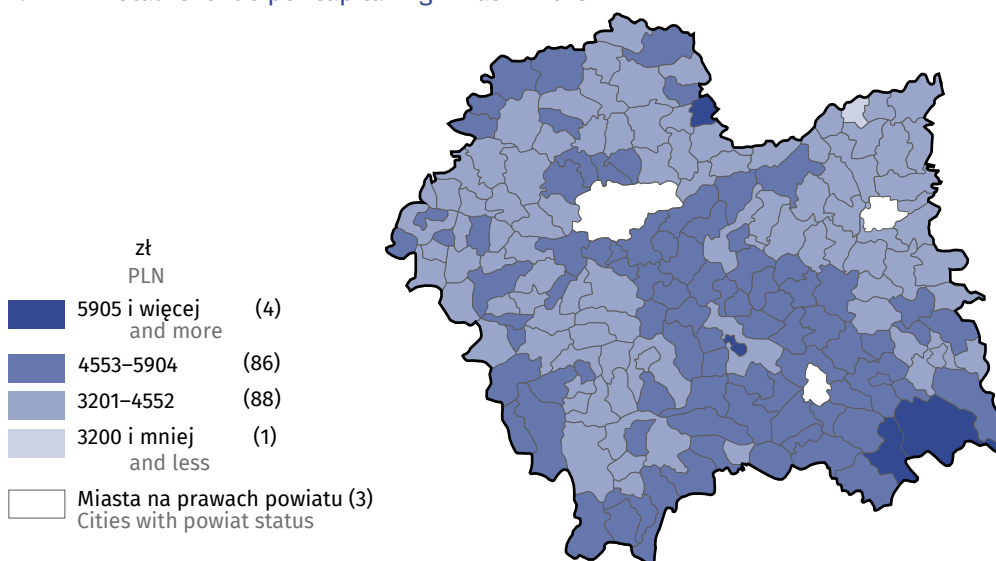 zł
PLN
5905 i więcej (4)
and more
4553–5904 (86)
3201–4552 (88)
3200 i mniej (1)
and less
Miasta na prawach powiatu (3)
Cities with powiat status